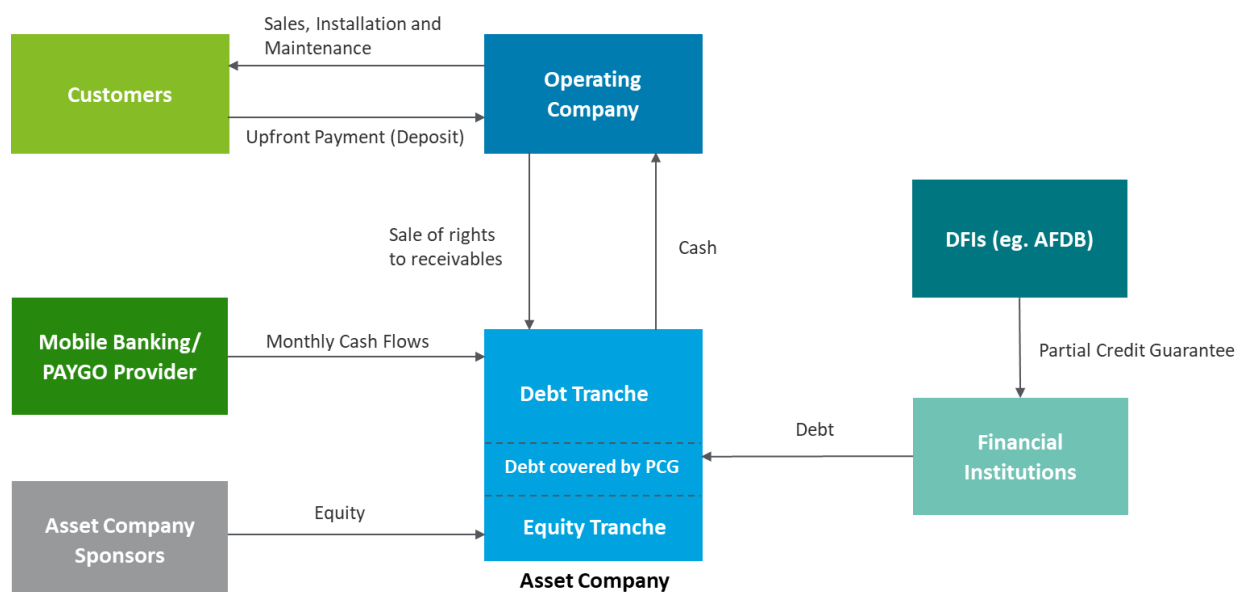 Sales, Installation and
Maintenance
Customers
Operating
Company
Upfront Payment (Deposit)
Sale of rights
to receivables
Cash
DFIs (eg. AFDB)
Mobile Banking/
PAYGO Provider
Monthly Cash Flows
Partial Credit Guarantee
Debt Tranche
Debt
Debt covered by PCG
Financial
Institutions
Asset Company
Sponsors
Equity
Equity Tranche
Asset Company